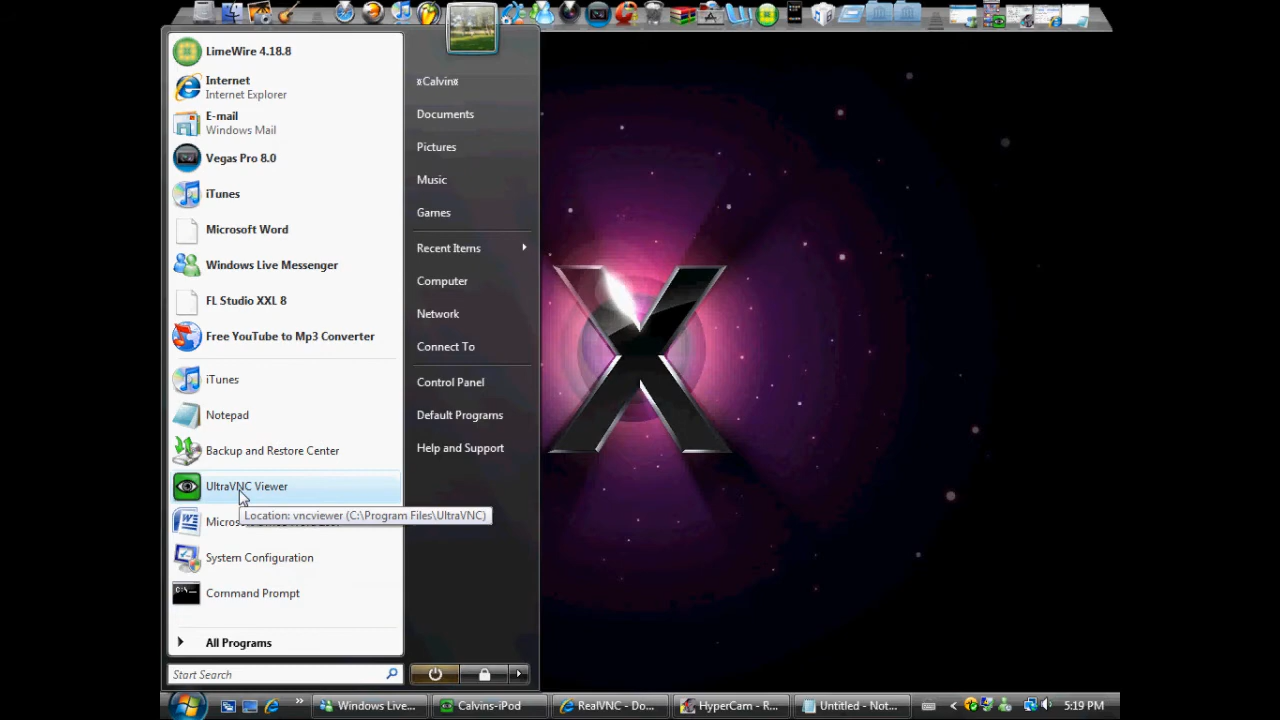 LimeWire 4.18.8
Internet
Internet Explorer
E-mail
Windows Mail
Vegas Pro 8.0
iTunes
Microsoft Word
Windows Live Messenger
FL Studio XXL 8
Free YouTube to Mp3 Converter
iTunes
Notepad
Backup and Restore Center
UltraVNC Viewer
Location: vncviewer (C:\Program Files\UltraVNC)
System Configuration
Command Prompt
All Programs
Start Search
¤Calvin¤
Documents
Pictures
Music
Games
Recent Items
Computer
Network
Connect To
Control Panel
Default Programs
Help and Support
X
Windows Live...
Calvins-iPod
RealVNC - Do...
HyperCam - R...
Untitled - Not...
5:19 PM